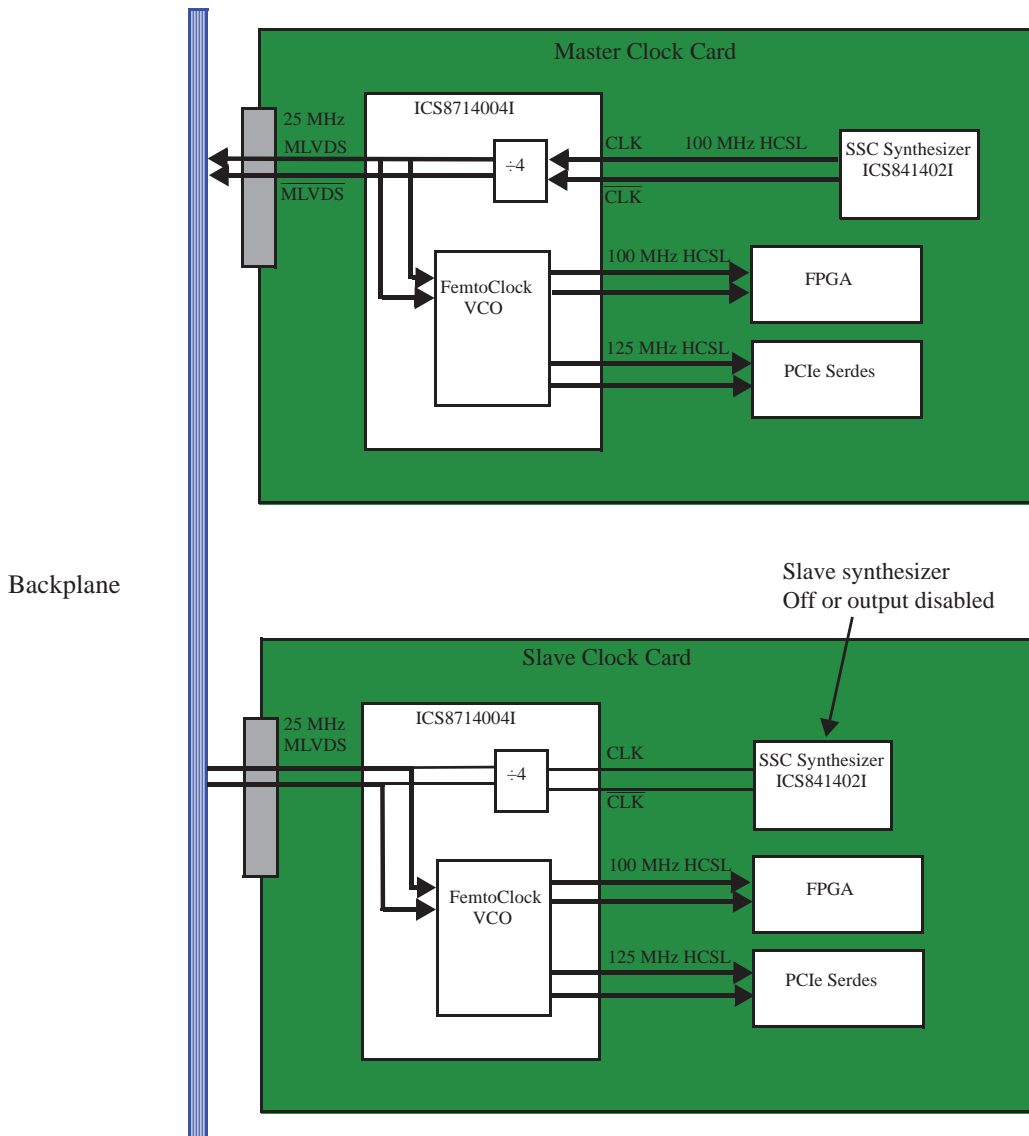 Master Clock Card
ICS8714004I
25 MHz
MLVDS
MLVDS
÷4
CLK
100 MHz HCSL
CLK
SSC Synthesizer
ICS841402I
FemtoClock
VCO
100 MHz HCSL
FPGA
125 MHz HCSL
PCIe Serdes
Backplane
Slave synthesizer
Off or output disabled
Slave Clock Card
ICS8714004I
25 MHz
MLVDS
÷4
CLK
CLK
SSC Synthesizer
ICS841402I
FemtoClock
VCO
100 MHz HCSL
FPGA
125 MHz HCSL
PCIe Serdes